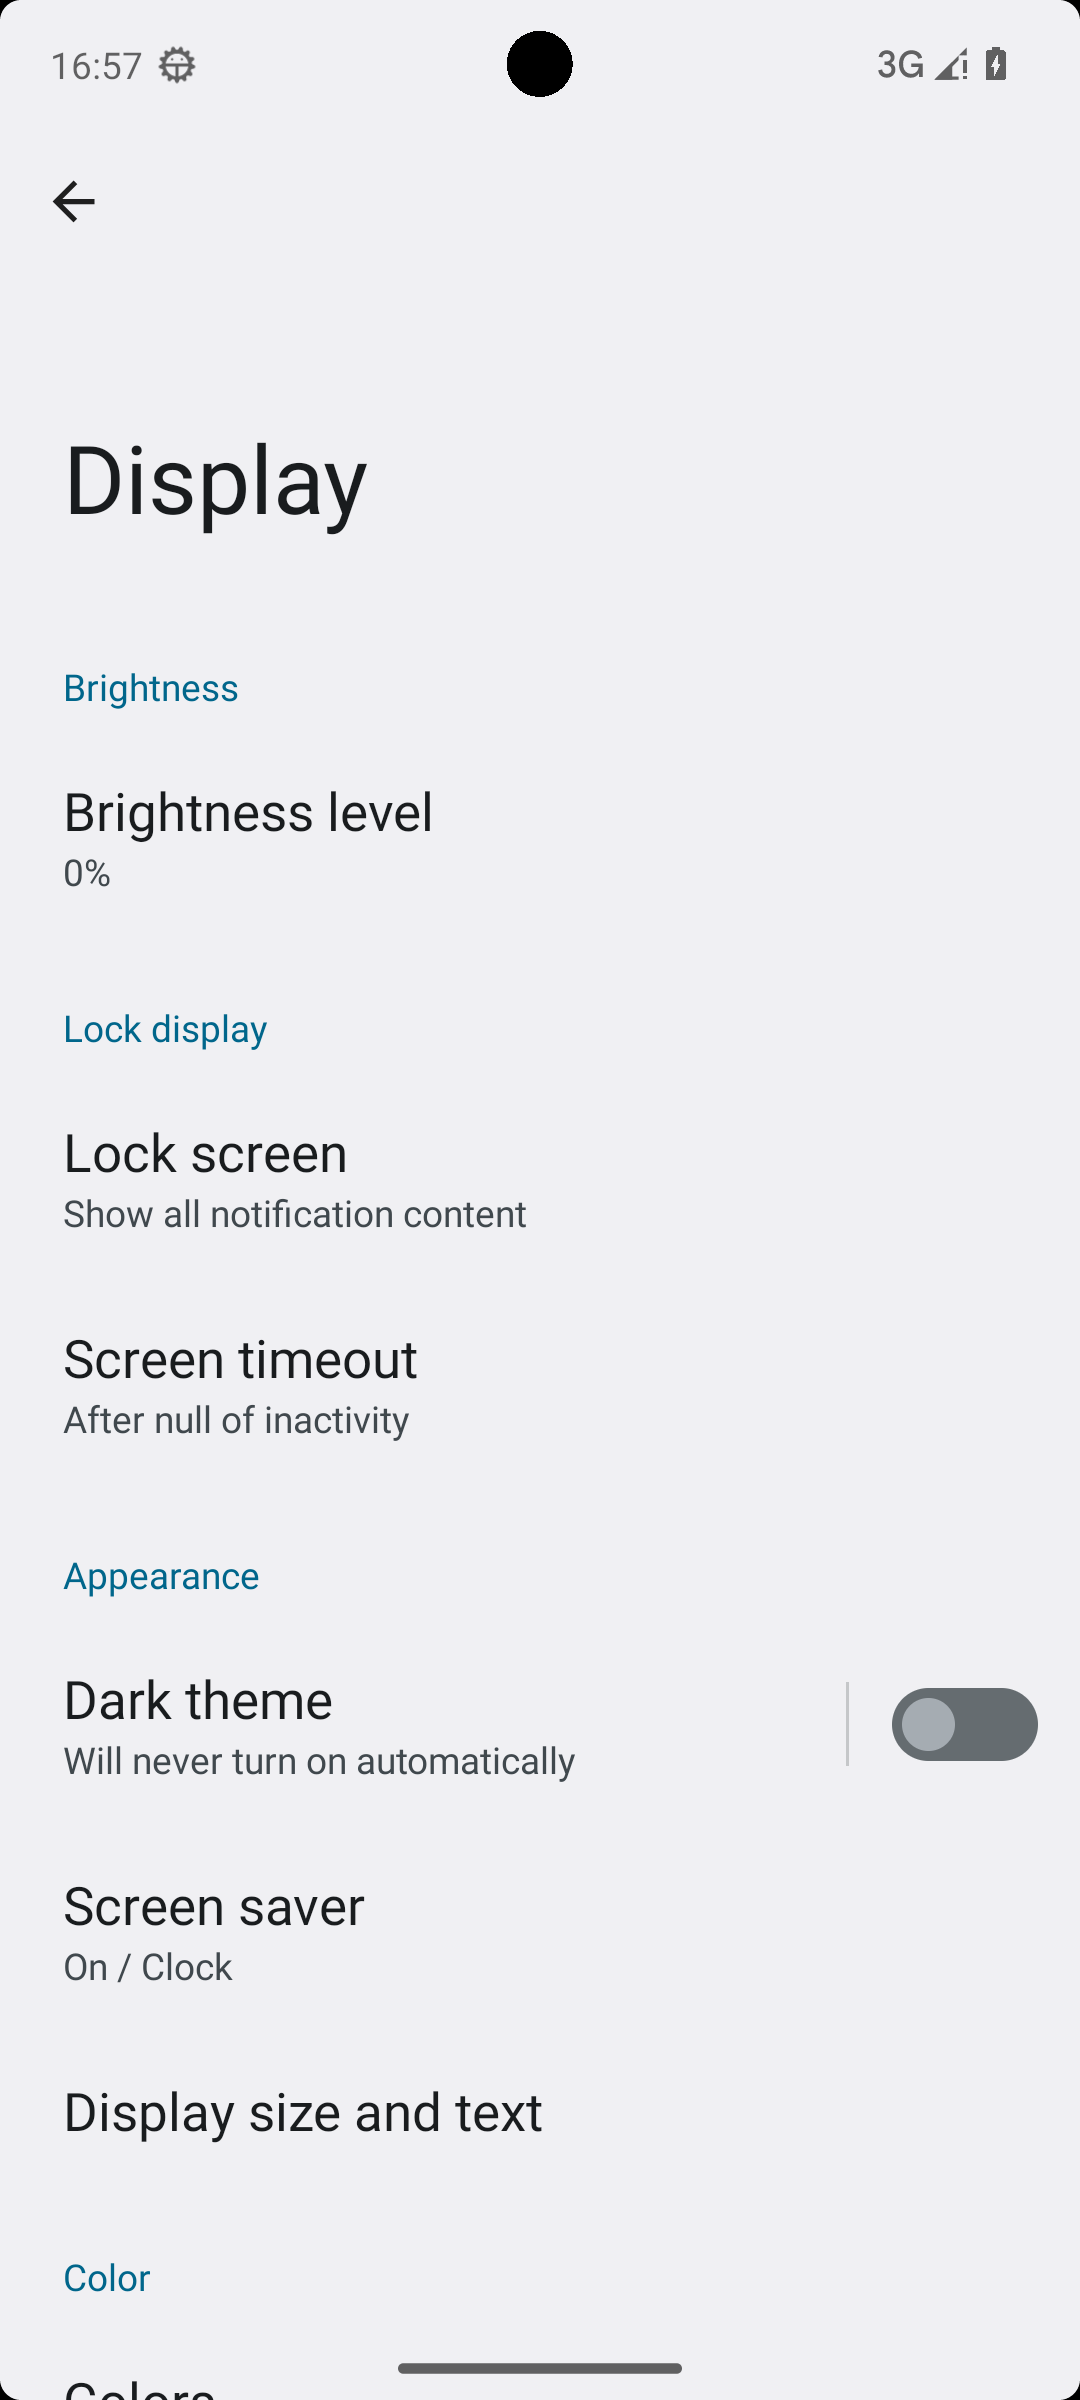 16:57
3G
Display
Brightness
Brightness level
0%
Lock display
Lock screen
Show all notification content
Screen timeout
After null of inactivity
Appearance
Dark theme
Will never turn on automatically
Screen saver
On / Clock
Display size and text
Color
Colors